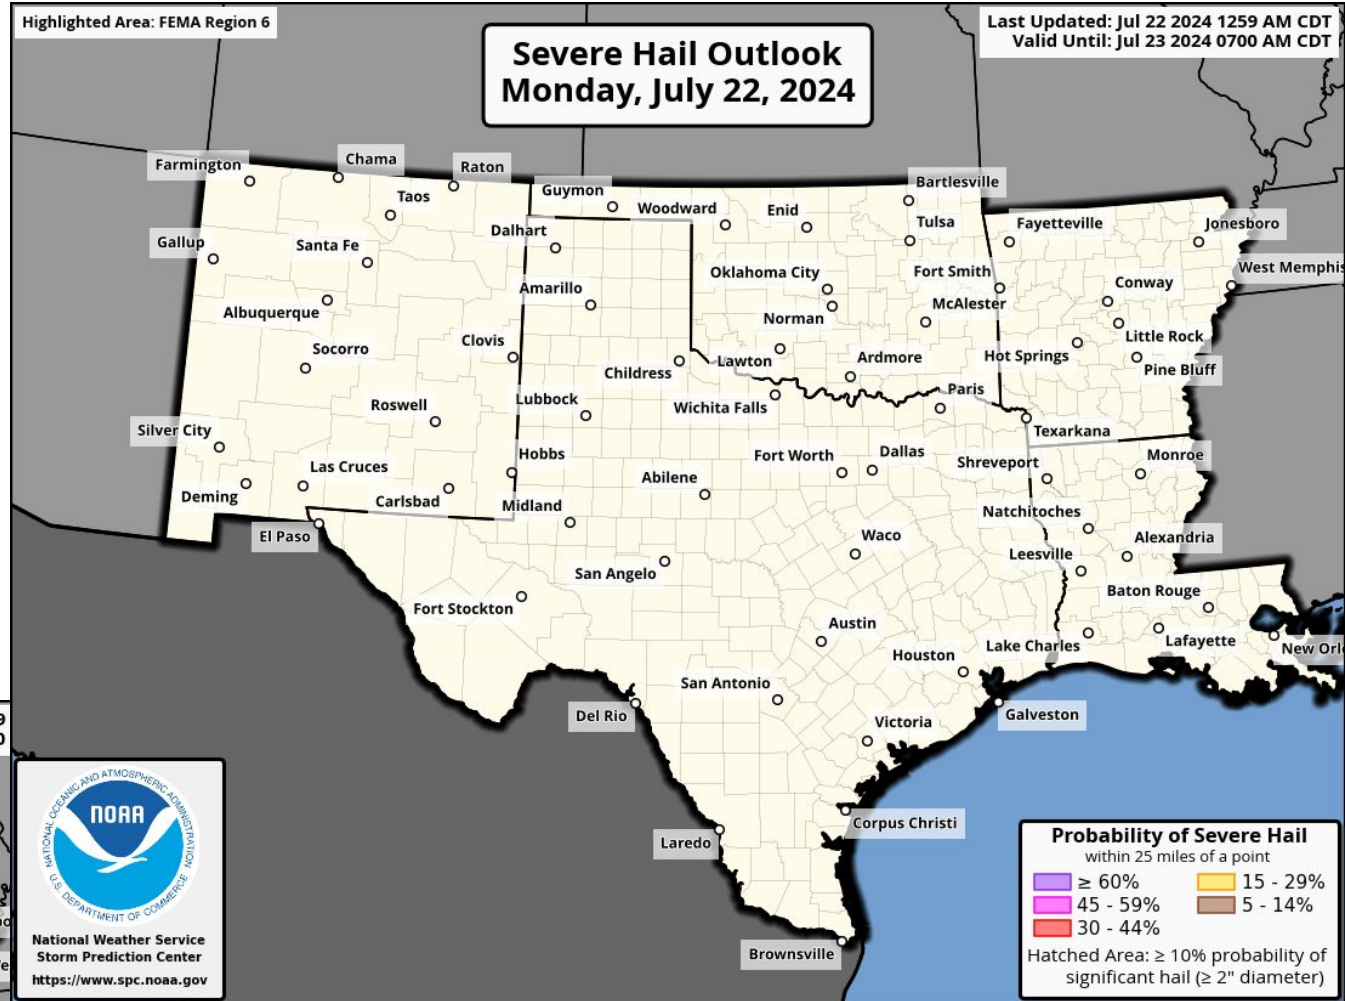 Highlighted Area: FEMA Region 6
Last Updated: Jul 22 2024 1259 AM CDT
Valid Until: Jul 23 2024 0700 AM CDT
Severe Hail Outlook
Monday, July 22, 2024
Farmington
Chama
Raton
Taos
Guymon
Woodward
Enid
Bartlesville
Gallup
Santa Fe
Dalhart
Tulsa
Fayetteville
Jonesboro
Albuquerque
Amarillo
Oklahoma City
Fort Smith
West Memphis
Norman
McAlester
Conway
Socorro
Clovis
Childress
Lawton
Ardmore
Hot Springs
Little Rock
Pine Bluff
Roswell
Lubbock
Wichita Falls
Paris
Texarkana
Silver City
Las Cruces
Hobbs
Abilene
Fort Worth
Dallas
Shreveport
Monroe
Deming
Carlsbad
Midland
Natchitoches
El Paso
San Angelo
Waco
Leesville
Alexandria
Fort Stockton
Baton Rouge
Austin
Houston
Lake Charles
Lafayette
New Orl
San Antonio
Del Rio
Victoria
Galveston
Laredo
Corpus Christi
Brownsville
9
0
NATIONAL OCEANIC AND ATMOSPHERIC ADMINISTRATION
NOAA
U.S. DEPARTMENT OF COMMERCE
National Weather Service
Storm Prediction Center
https://www.spc.noaa.gov
Probability of Severe Hail
within 25 miles of a point
≥ 60%
15 - 29%
45 - 59%
5 - 14%
30 - 44%
Hatched Area: ≥ 10% probability of
significant hail (≥ 2" diameter)